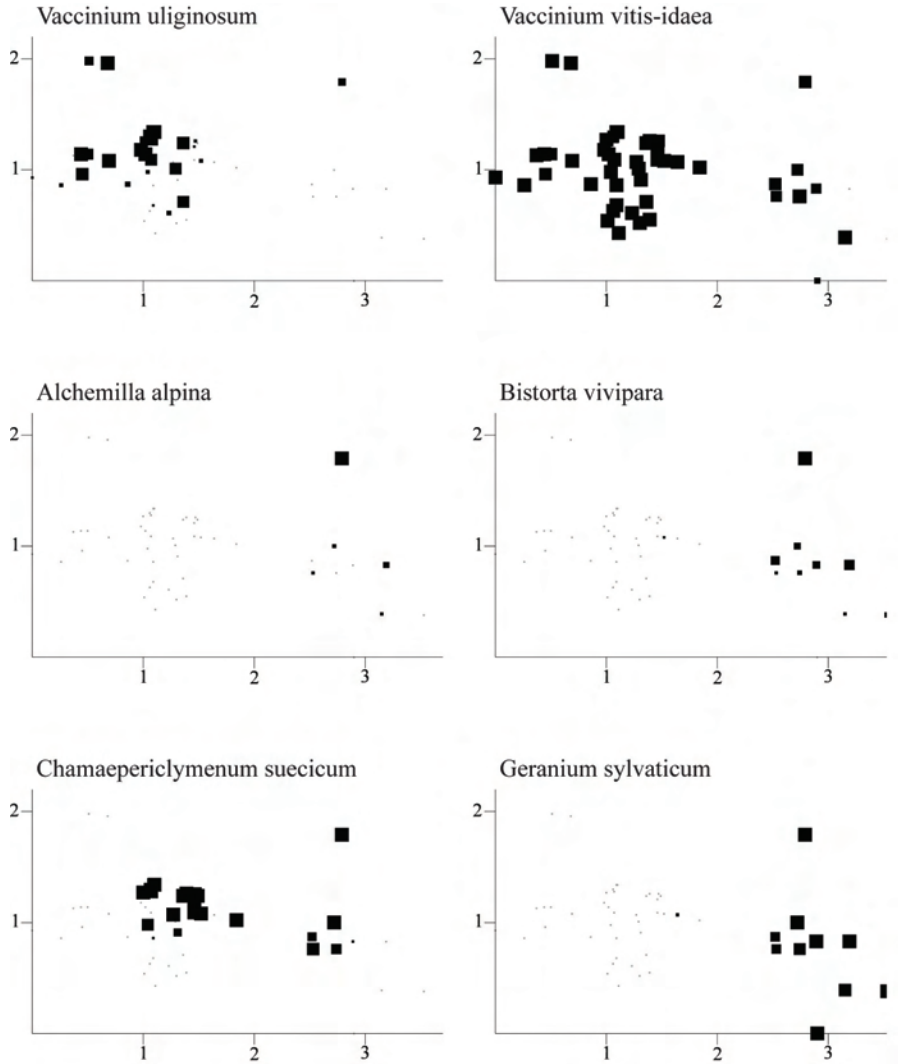 Vaccinium uliginosum
2
1
1 2 3
Vaccinium vitis-idaea
2
1
1 2 3
Alchemilla alpina
2
1
1 2 3
Bistorta vivipara
2
1
1 2 3
Chamaepericlymenum suecicum
2
1
1 2 3
Geranium sylvaticum
2
1
1 2 3